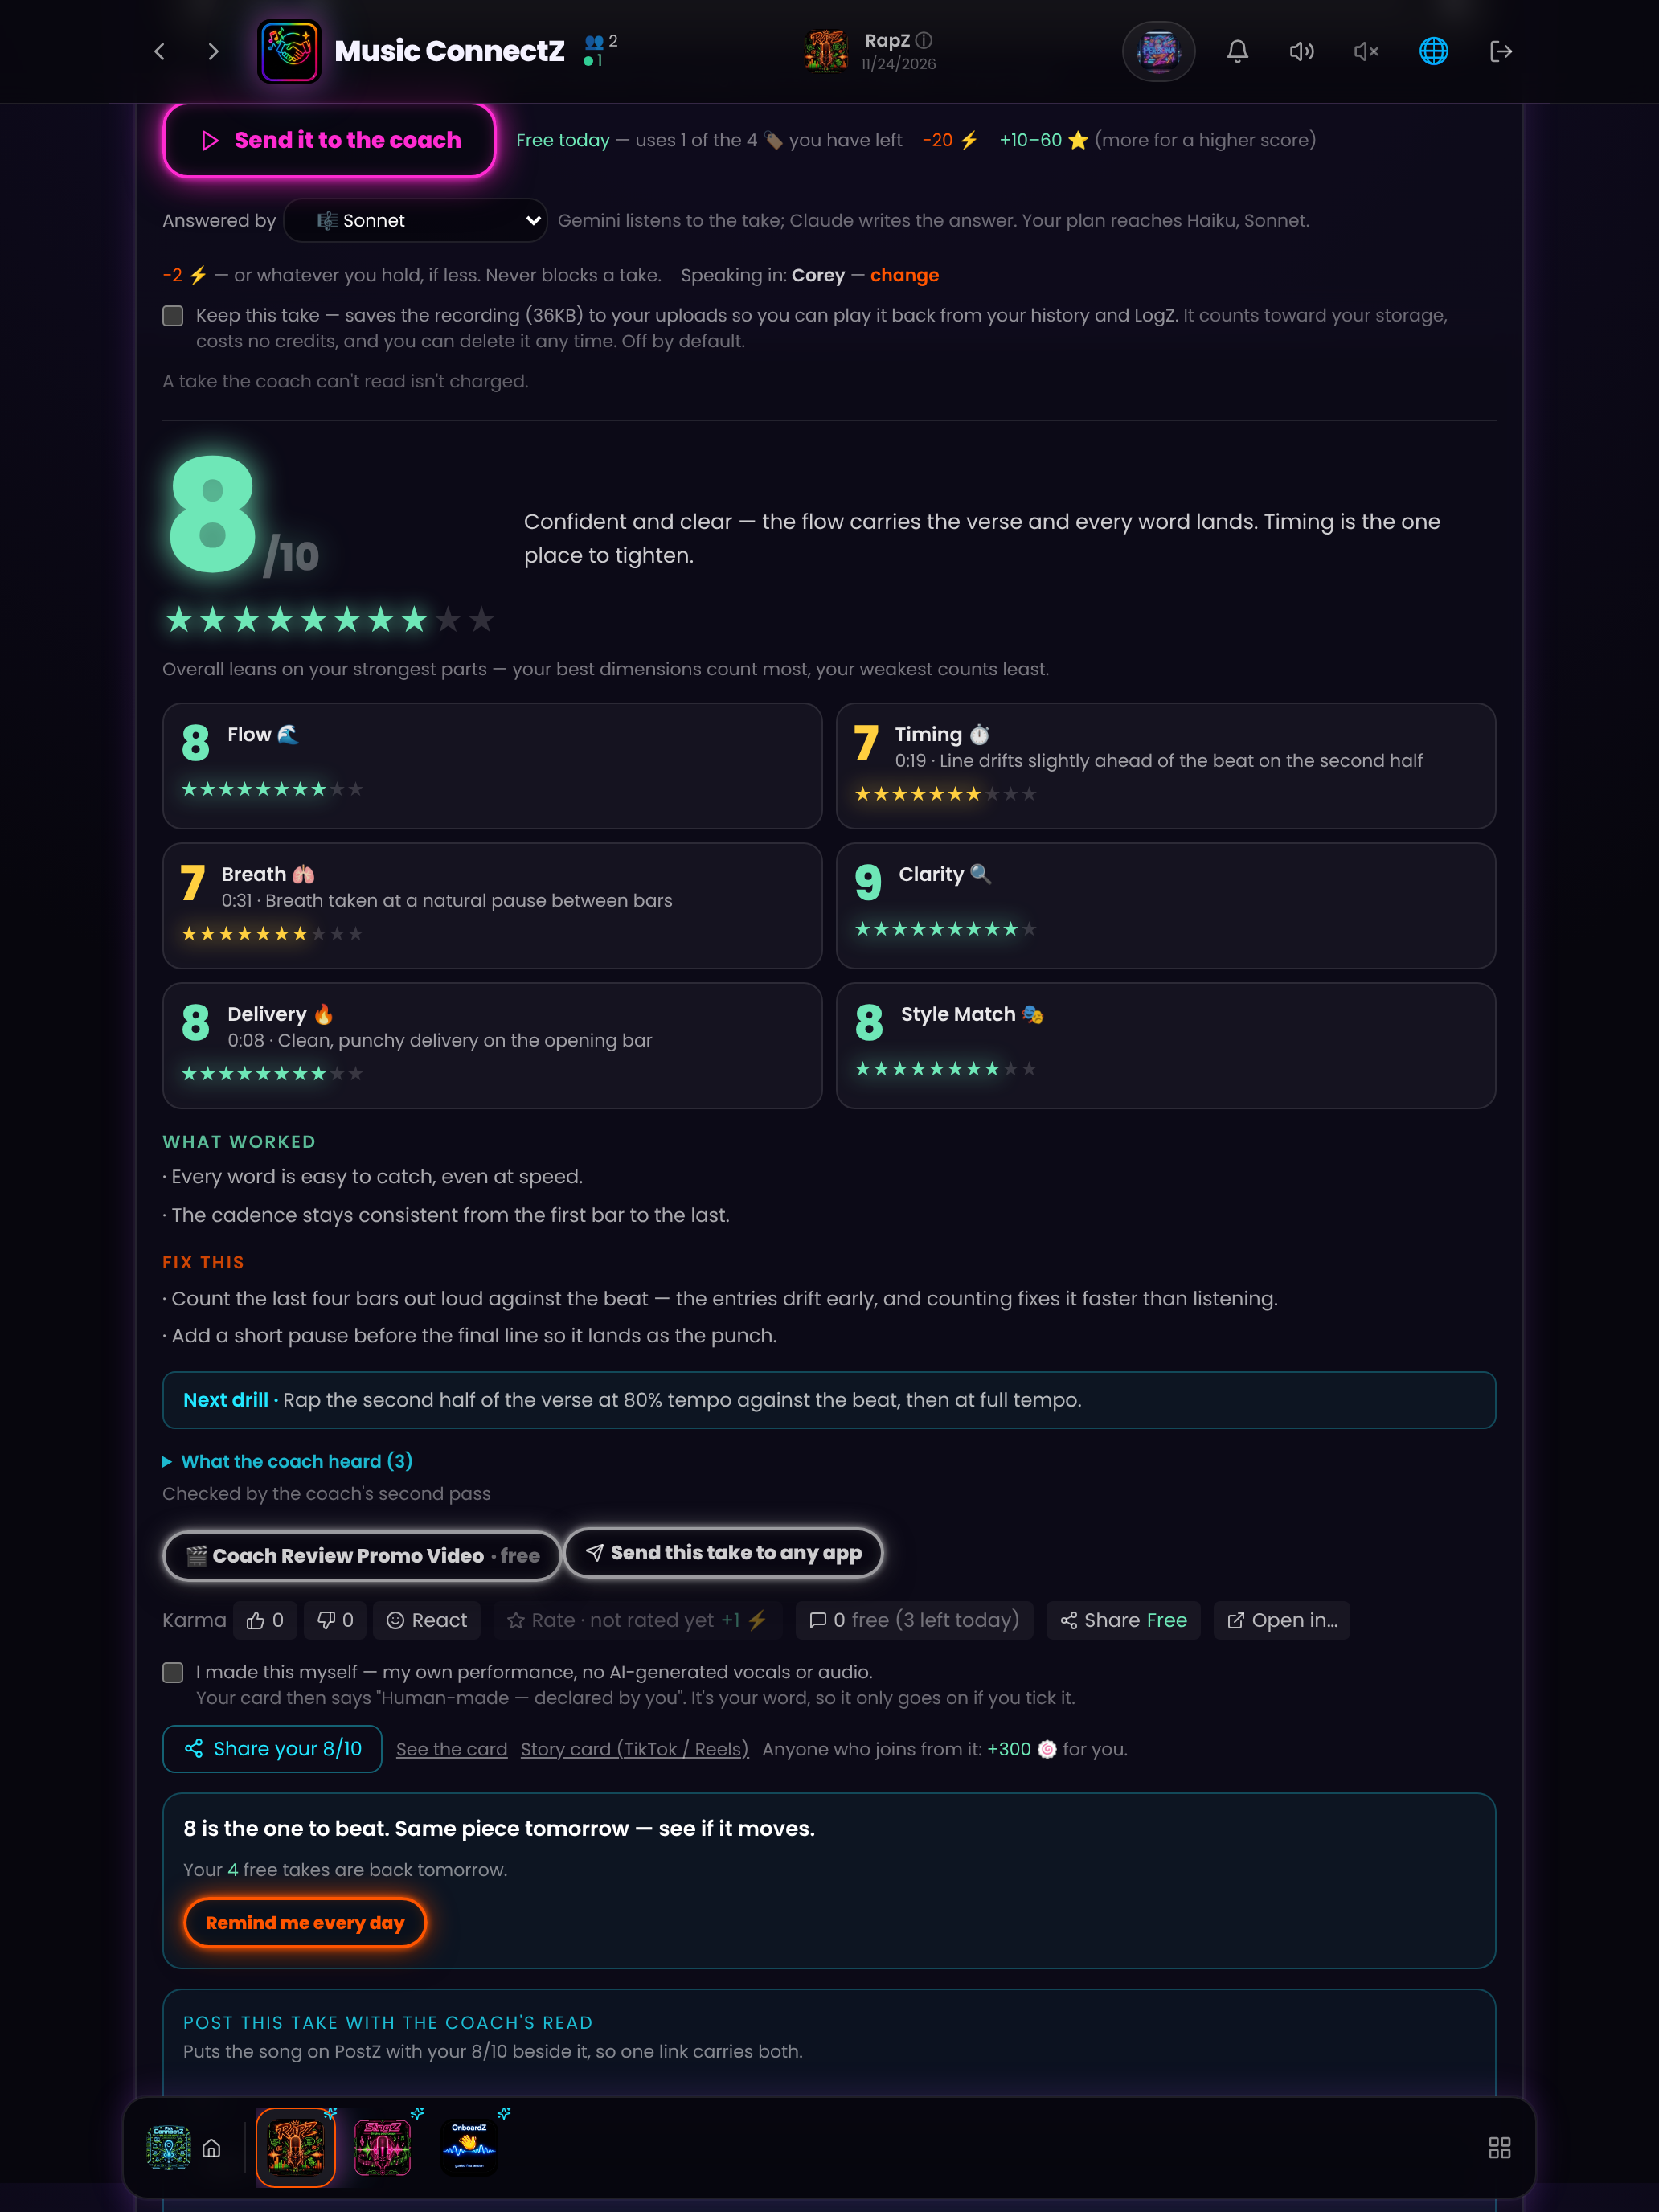 Music ConnectZ
2
1
RapZ
11/24/2026
Send it to the coach
Free today — uses 1 of the 4 you have left −20 +10–60 (more for a higher score)
Answered by Sonnet Gemini listens to the take; Claude writes the answer. Your plan reaches Haiku, Sonnet.
−2 — or whatever you hold, if less. Never blocks a take. Speaking in: Corey — change
Keep this take — saves the recording (36KB) to your uploads so you can play it back from your history and LogZ. It counts toward your storage,
costs no credits, and you can delete it any time. Off by default.
A take the coach can't read isn't charged.
8/10
Confident and clear — the flow carries the verse and every word lands. Timing is the one
place to tighten.
Overall leans on your strongest parts — your best dimensions count most, your weakest counts least.
8 Flow
7 Timing
0:19 · Line drifts slightly ahead of the beat on the second half
7 Breath
0:31 · Breath taken at a natural pause between bars
9 Clarity
8 Delivery
0:08 · Clean, punchy delivery on the opening bar
8 Style Match
WHAT WORKED
· Every word is easy to catch, even at speed.
· The cadence stays consistent from the first bar to the last.
FIX THIS
· Count the last four bars out loud against the beat — the entries drift early, and counting fixes it faster than listening.
· Add a short pause before the final line so it lands as the punch.
Next drill · Rap the second half of the verse at 80% tempo against the beat, then at full tempo.
What the coach heard (3)
Checked by the coach's second pass
Coach Review Promo Video · free
Send this take to any app
Karma 0 0 React Rate · not rated yet +1 0 free (3 left today) Share Free Open in...
I made this myself — my own performance, no AI-generated vocals or audio.
Your card then says "Human-made — declared by you". It's your word, so it only goes on if you tick it.
Share your 8/10 See the card Story card (TikTok / Reels) Anyone who joins from it: +300 for you.
8 is the one to beat. Same piece tomorrow — see if it moves.
Your 4 free takes are back tomorrow.
Remind me every day
POST THIS TAKE WITH THE COACH'S READ
Puts the song on PostZ with your 8/10 beside it, so one link carries both.
ConnectZ
RapZ
SingZ
OnboardZ